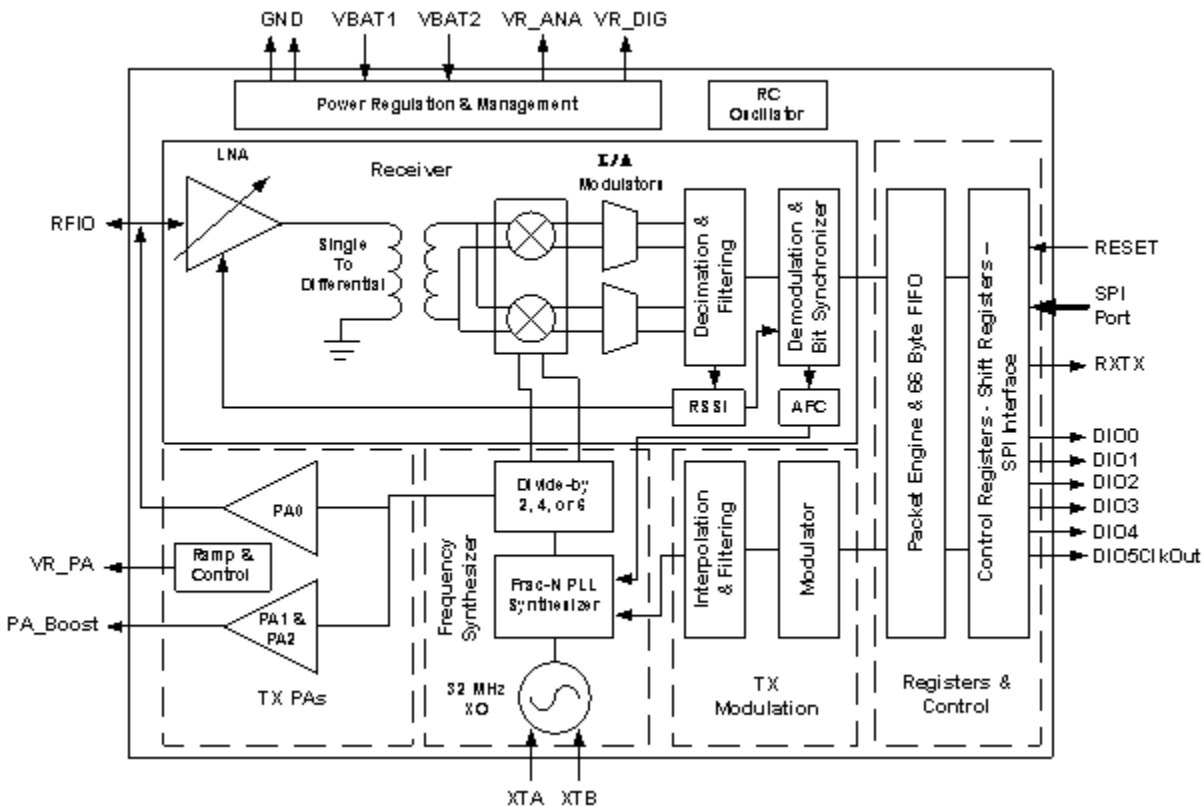 GND VBAT1 VBAT2 VR_ANA VR_DIG
Power Regulation & Management
RC
Oscillator
LNA
Receiver
Σ/Δ
Modulators
RFIO
Single
To
Differential
Decimation &
Filtering
Demodulation &
Bit Synchronizer
RSSI
AFC
Packet Engine & 66 Byte FIFO
Control Registers - Shift Registers –
SPI Interface
RESET
SPI
Port
RXTX
DIO0
DIO1
DIO2
DIO3
DIO4
DIO5ClkOut
PA0
Ramp &
Control
VR_PA
PA1 &
PA2
PA_Boost
TX PAs
Divide-by
2, 4, or 6
Frac-N PLL
Synthesizer
Frequency
Synthesizer
32 MHz
XO
XTA XTB
Interpolation
& Filtering
Modulator
TX
Modulation
Registers &
Control